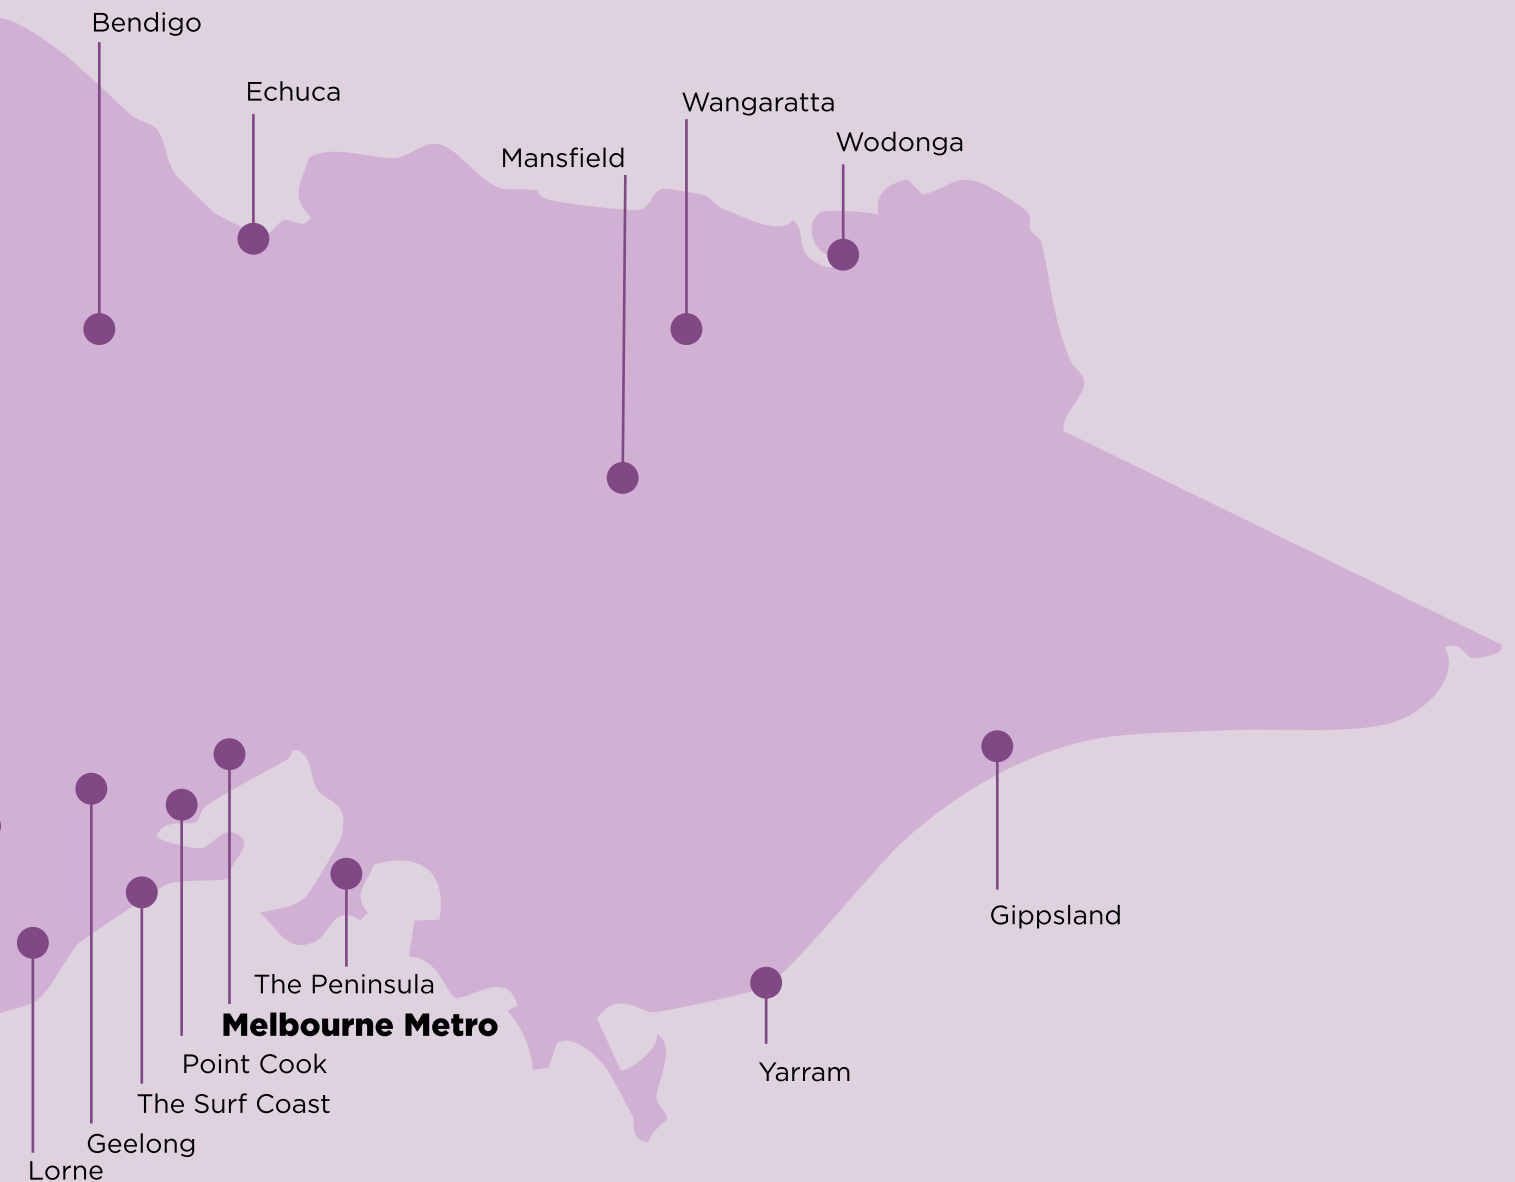 Bendigo
Echuca
Wangaratta
Wodonga
Mansfield
Gippsland
The Peninsula
Melbourne Metro
Point Cook
Yarram
The Surf Coast
Geelong
Lorne